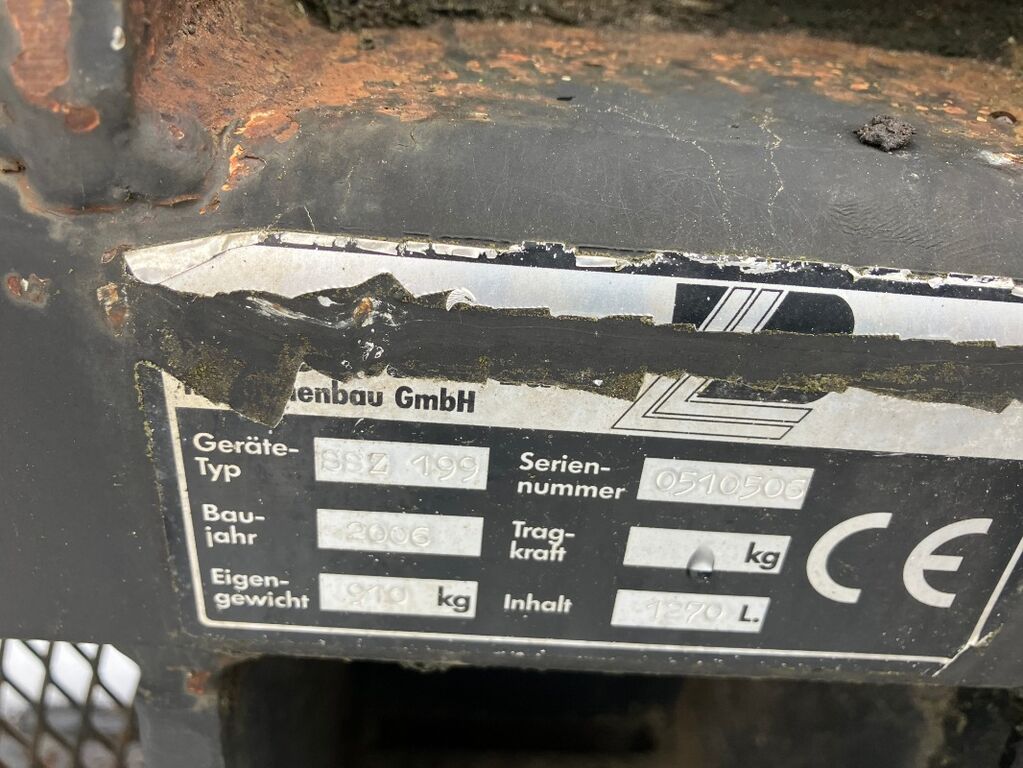 GmbH
Geräte-
Typ SSZ 199
Serien-
nummer 0510506
Bau-
jahr 2006
Trag-
kraft kg
Eigen-
gewicht 910 kg
Inhalt 1270 L.
CE